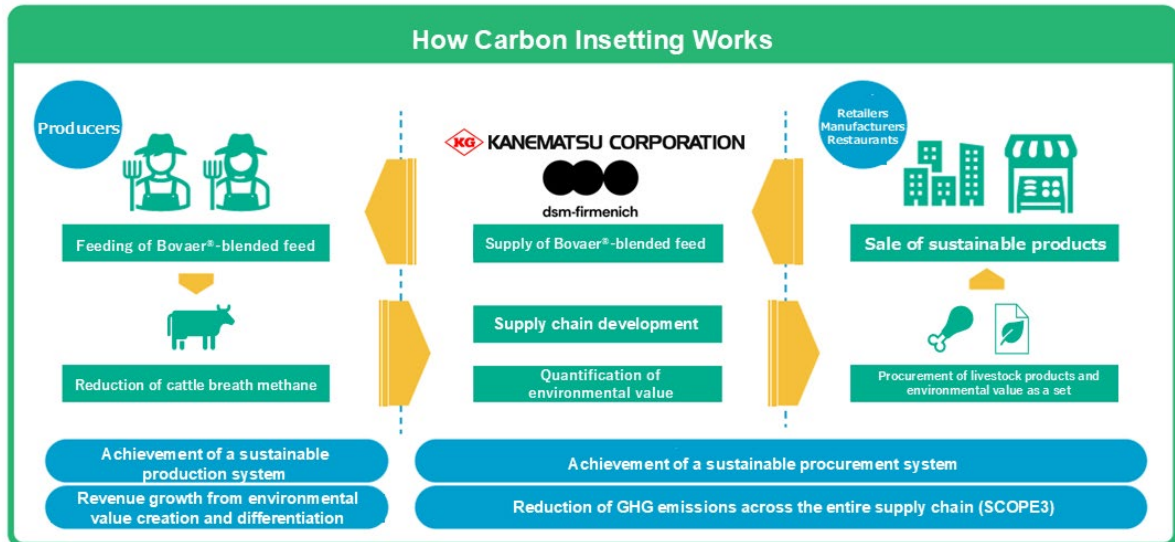 How Carbon Insetting Works
Producers
Feeding of Bovaer®-blended feed
Reduction of cattle breath methane
KG KANEMATSU CORPORATION
dsm-firmenich
Supply of Bovaer®-blended feed
Supply chain development
Quantification of
environmental value
Retailers
Manufacturers
Restaurants
Sale of sustainable products
Procurement of livestock products and
environmental value as a set
Achievement of a sustainable
production system
Revenue growth from environmental
value creation and differentiation
Achievement of a sustainable procurement system
Reduction of GHG emissions across the entire supply chain (SCOPE3)